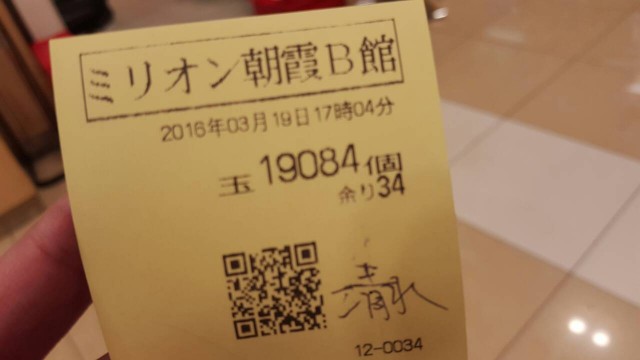 ミリオン朝霞B館
2016年03月19日17時04分
玉 19084個
余り34
清水
12-0034